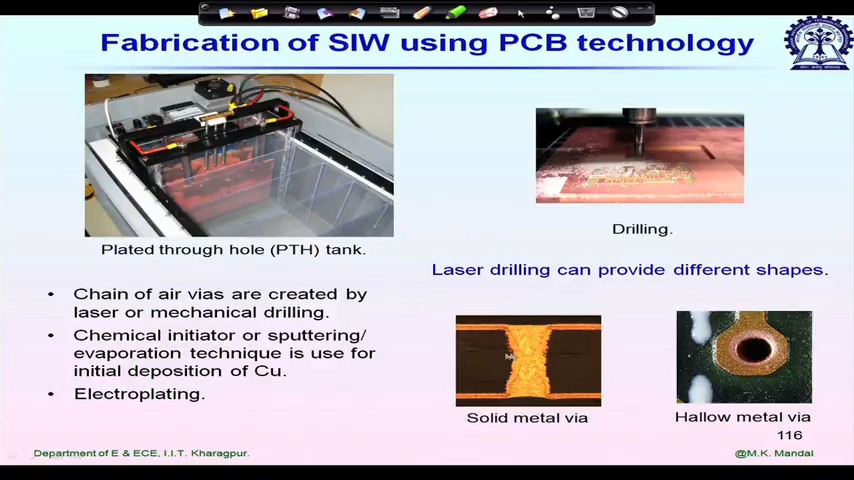 Fabrication of SIW using PCB technology
Plated through hole (PTH) tank.
Drilling.
Laser drilling can provide different shapes.
• Chain of air vias are created by
laser or mechanical drilling.
• Chemical initiator or sputtering/
evaporation technique is use for
initial deposition of Cu.
• Electroplating.
Solid metal via
Hallow metal via
116
Department of E & ECE, I.I.T. Kharagpur.
@M.K. Mandal